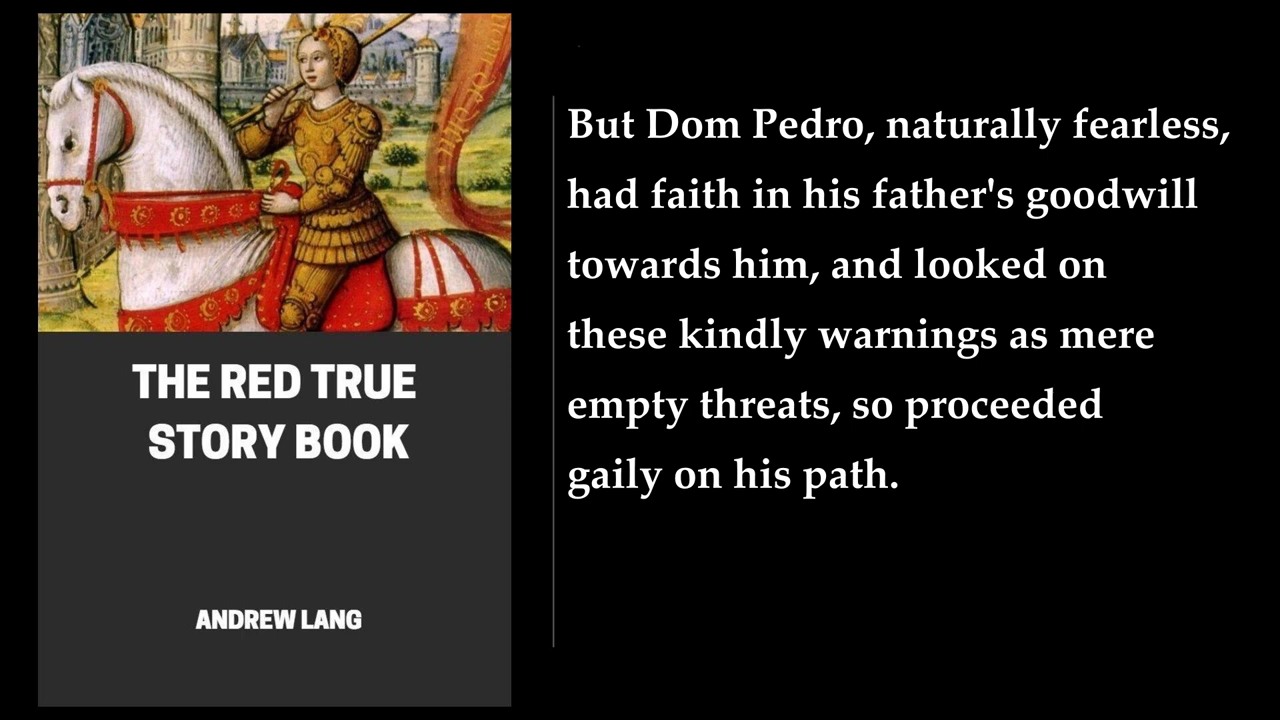 THE RED TRUE
STORY BOOK
ANDREW LANG
But Dom Pedro, naturally fearless,
had faith in his father's goodwill
towards him, and looked on
these kindly warnings as mere
empty threats, so proceeded
gaily on his path.